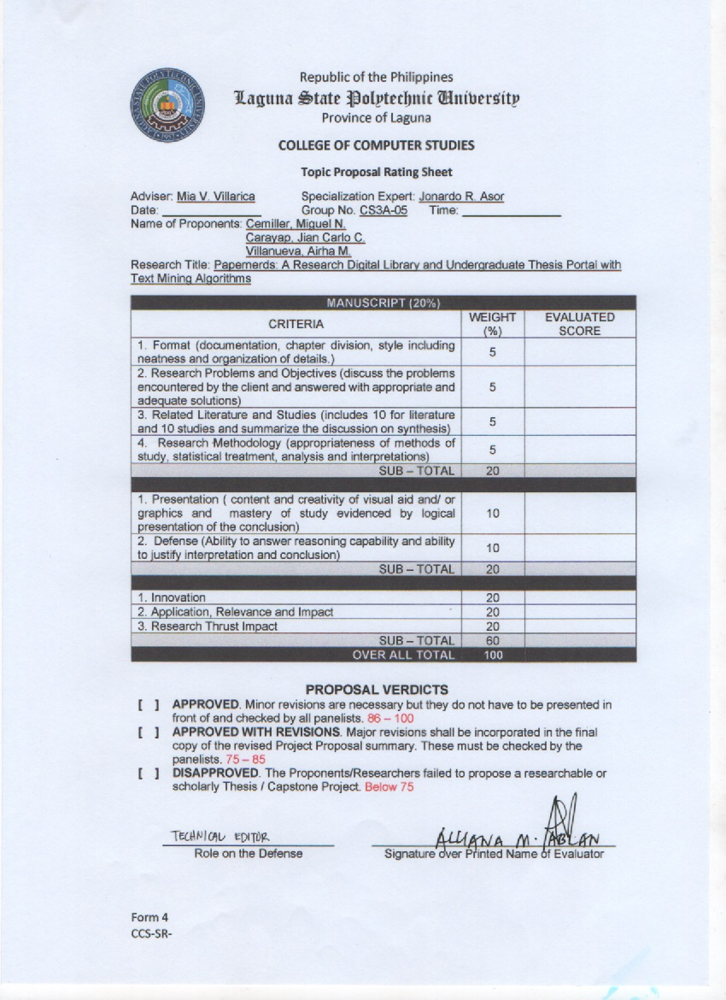 Republic of the Philippines
Laguna State Polytechnic University
Province of Laguna
COLLEGE OF COMPUTER STUDIES
Topic Proposal Rating Sheet
Adviser: Mia V. Villarica Specialization Expert: Jonardo R. Asor
Date: Group No. CS3A-05 Time:
Name of Proponents: Cemiller, Miguel N.
Carayap, Jian Carlo C.
Villanueva, Airha M.
Research Title: Papernerds: A Research Digital Library and Undergraduate Thesis Portal with
Text Mining Algorithms
MANUSCRIPT (20%)
CRITERIA WEIGHT (%) EVALUATED SCORE
1. Format (documentation, chapter division, style including
neatness and organization of details.) 5
2. Research Problems and Objectives (discuss the problems
encountered by the client and answered with appropriate and 5
adequate solutions)
3. Related Literature and Studies (includes 10 for literature
and 10 studies and summarize the discussion on synthesis) 5
4. Research Methodology (appropriateness of methods of
study, statistical treatment, analysis and interpretations) 5
SUB – TOTAL 20
1. Presentation ( content and creativity of visual aid and/ or
graphics and mastery of study evidenced by logical 10
presentation of the conclusion)
2. Defense (Ability to answer reasoning capability and ability
to justify interpretation and conclusion) 10
SUB – TOTAL 20
1. Innovation 20
2. Application, Relevance and Impact 20
3. Research Thrust Impact 20
SUB – TOTAL 60
OVER ALL TOTAL 100
PROPOSAL VERDICTS
[ ] APPROVED. Minor revisions are necessary but they do not have to be presented in
front of and checked by all panelists. 86 – 100
[ ] APPROVED WITH REVISIONS. Major revisions shall be incorporated in the final
copy of the revised Project Proposal summary. These must be checked by the
panelists. 75 – 85
[ ] DISAPPROVED. The Proponents/Researchers failed to propose a researchable or
scholarly Thesis / Capstone Project. Below 75
TECHNICAL EDITOR ALLIANA M. PABLAN
Role on the Defense Signature over Printed Name of Evaluator
Form 4
CCS-SR-